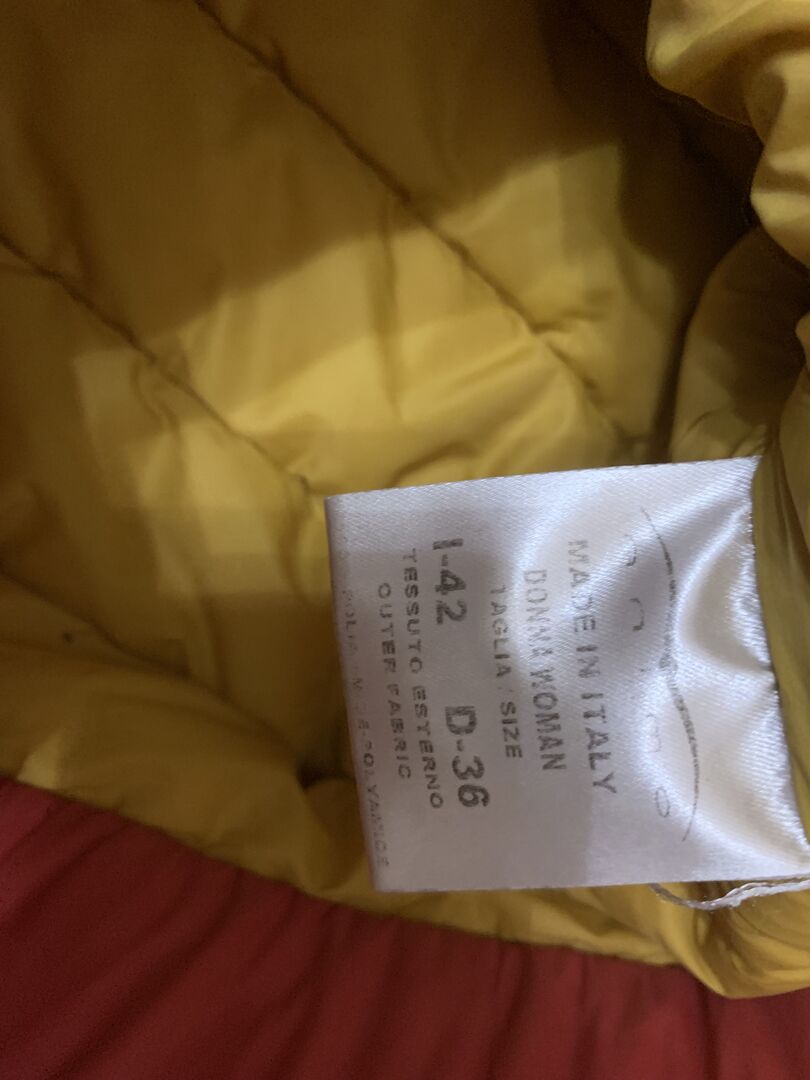 MADE IN ITALY
DONNA WOMAN
TAGLIA / SIZE
I-42 D-36
TESSUTO ESTERNO
OUTER FABRIC